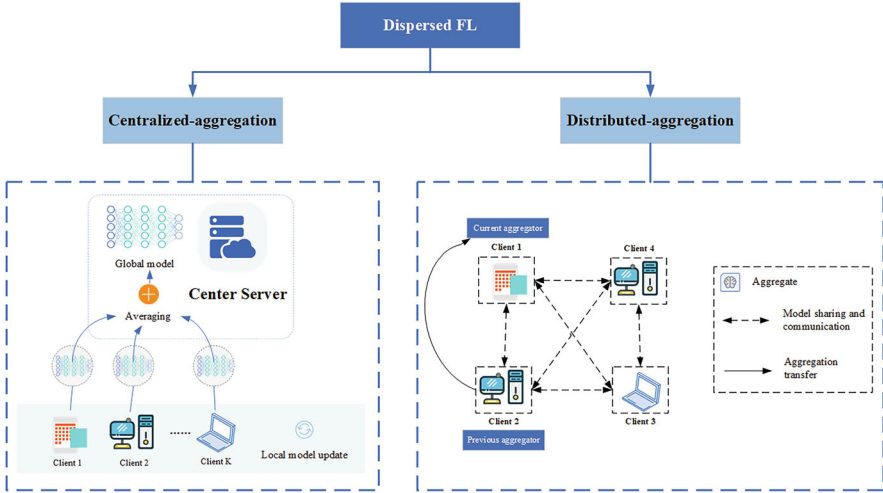 Dispersed FL
Centralized-aggregation
Distributed-aggregation
Global model
Center Server
Averaging
Client 1
Client 2
......
Client K
Local model update
Current aggregator
Client 1
Client 4
Client 2
Client 3
Previous aggregator
Aggregate
Model sharing and
communication
Aggregation
transfer